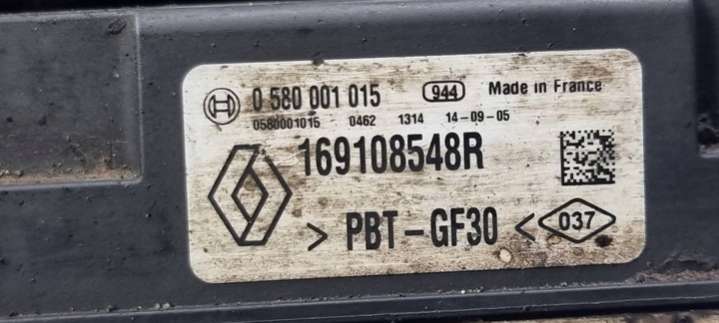 0 580 001 015 944 Made in France
0580001015 0462 1314 14-09-05
169108548R
>PBT-GF30< 037